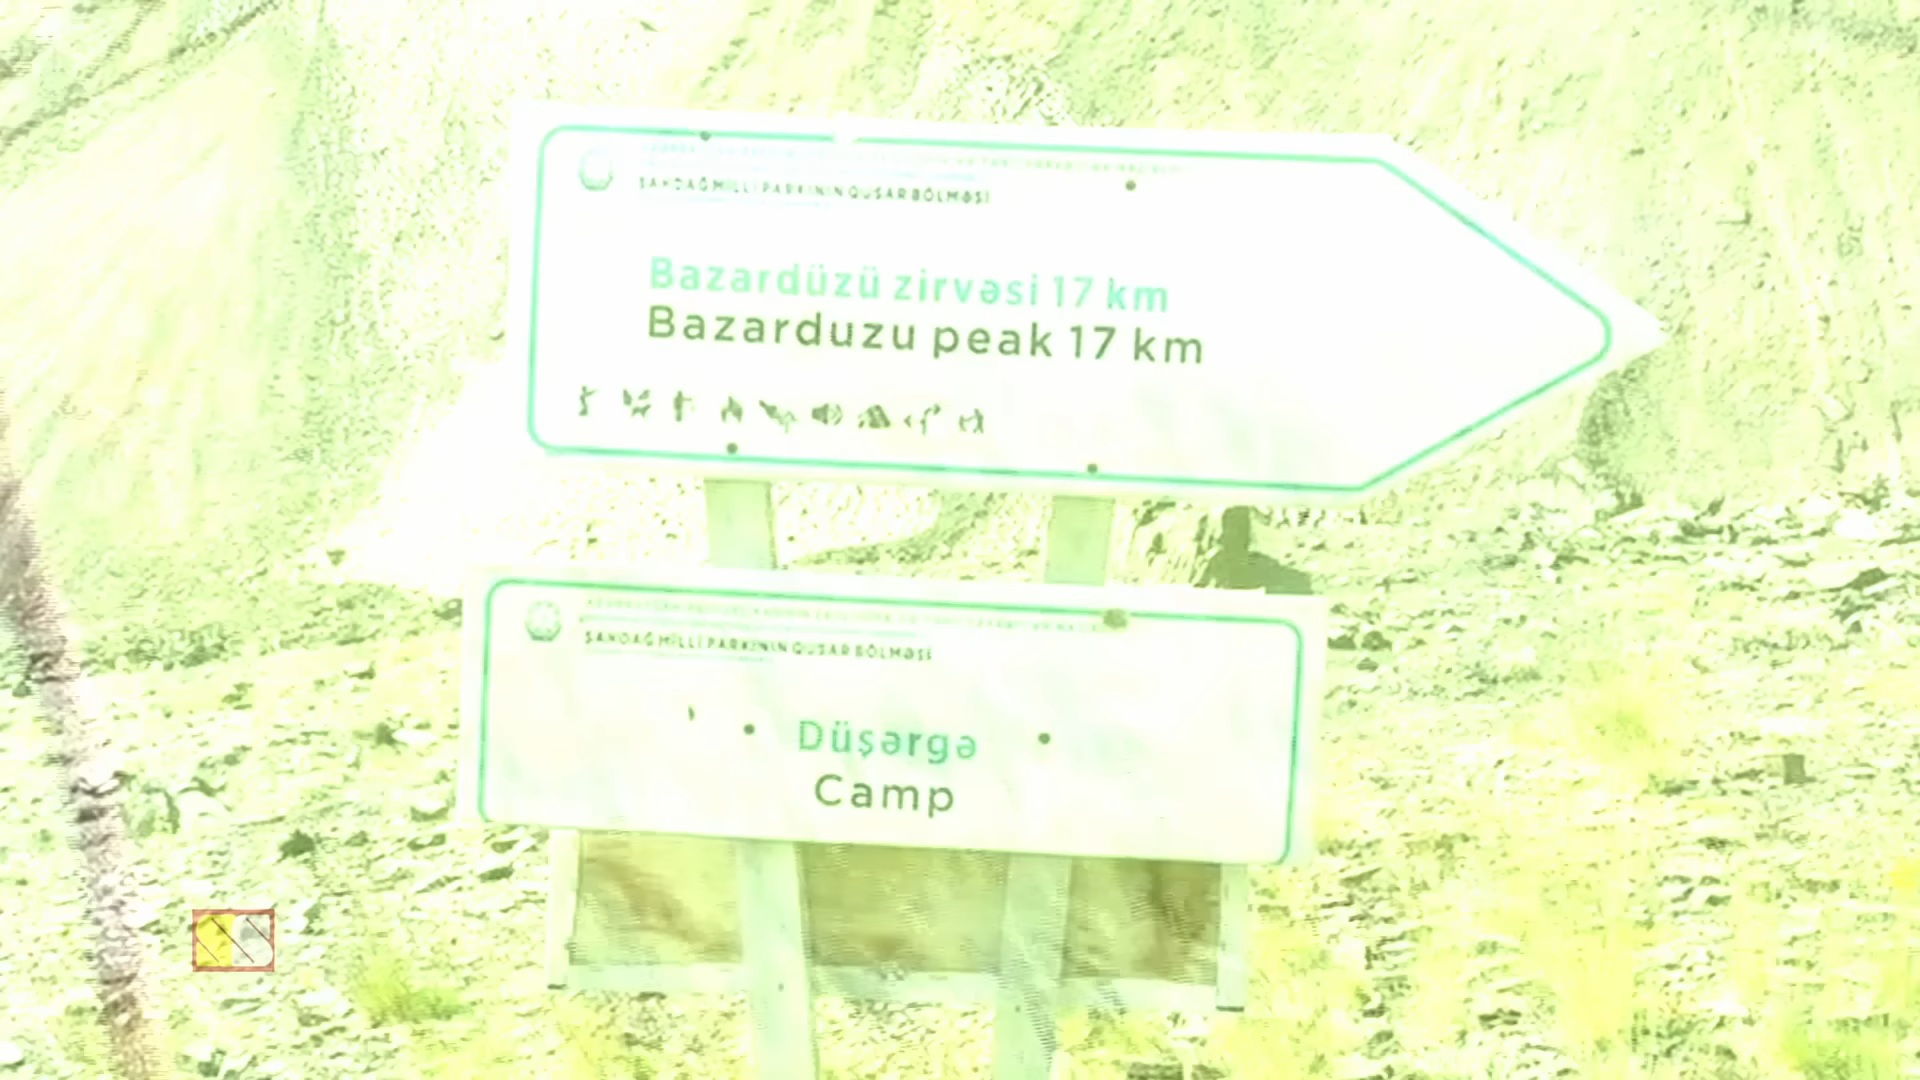 ŞAHDAĞ MİLLİ PARKININ QUSAR BÖLMƏSİ
Bazardüzü zirvəsi 17 km
Bazarduzu peak 17 km
ŞAHDAĞ MİLLİ PARKININ QUSAR BÖLMƏSİ
Düşərgə
Camp